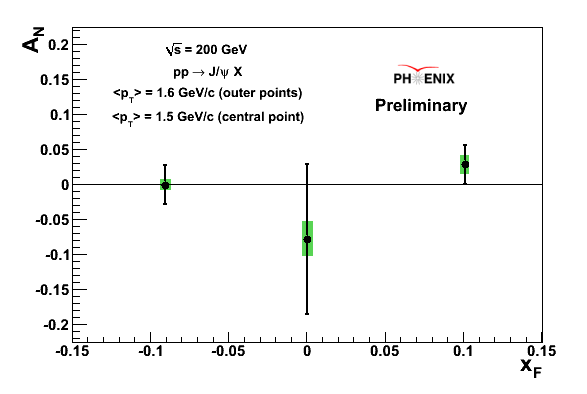 A_N
√s = 200 GeV
pp → J/ψ X
<p_T> = 1.6 GeV/c (outer points)
<p_T> = 1.5 GeV/c (central point)
PHENIX
Preliminary
0.2
0.15
0.1
0.05
0
-0.05
-0.1
-0.15
-0.2
-0.15 -0.1 -0.05 0 0.05 0.1 0.15
x_F